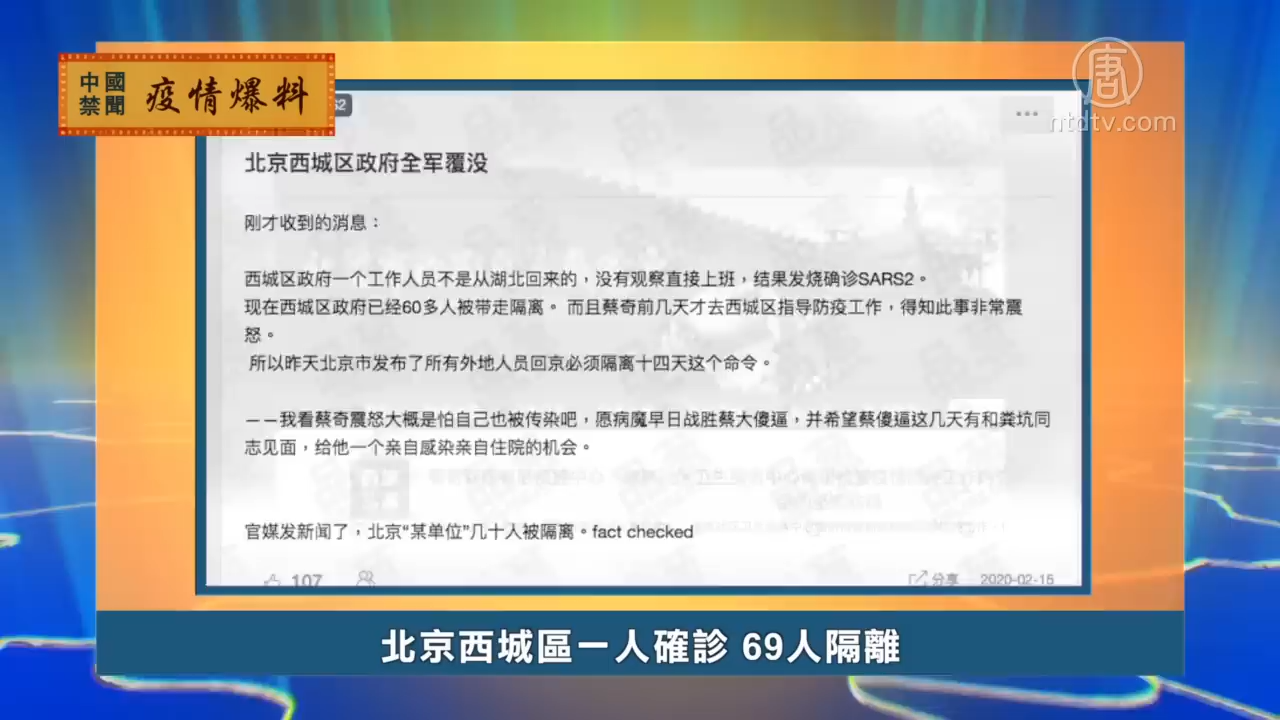 中國禁聞
疫情爆料
唐
ntdtv.com
北京西城区政府全军覆没
刚才收到的消息：
西城区政府一个工作人员不是从湖北回来的，没有观察直接上班，结果发烧确诊SARS2。
现在西城区政府已经60多人被带走隔离。 而且蔡奇前几天才去西城区指导防疫工作，得知此事非常震
怒。
所以昨天北京市发布了所有外地人员回京必须隔离十四天这个命令。
——我看蔡奇震怒大概是怕自己也被传染吧，愿病魔早日战胜蔡大傻逼，并希望蔡傻逼这几天有和粪坑同
志见面，给他一个亲自感染亲自住院的机会。
官媒发新闻了，北京“某单位”几十人被隔离。fact checked
107
分享 2020-02-15
北京西城區一人確診 69人隔離